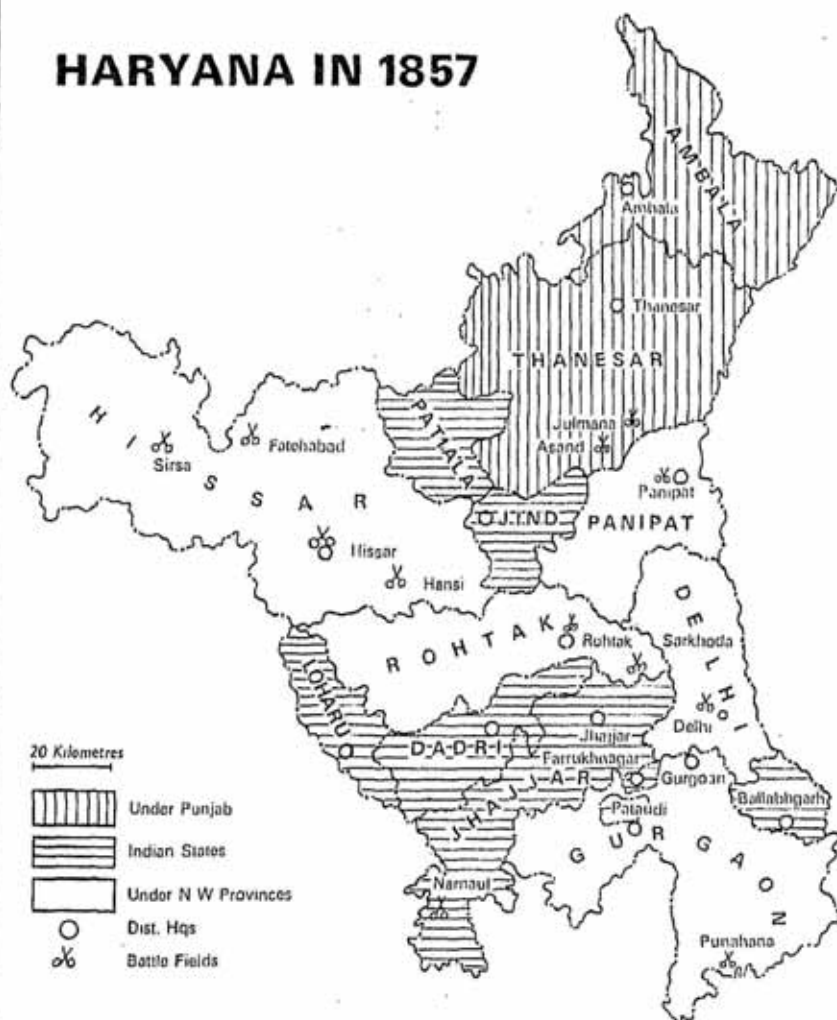 HARYANA IN 1857
AMBALA
Ambala
Thanesar
THANESAR
PATIALA
Julmana
Asand
HISSAR
Fatehabad
Sirsa
Panipat
JIND
PANIPAT
Hissar
Hansi
DELHI
ROHTAK
Rohtak
Sarkhoda
LOHARU
Delhi
Jhajjar
DADRI
Farrukhnagar
JHAJJAR
Gurgoan
Ballabhgarh
Pataudi
GURGAON
Narnaul
Punahana
20 Kilometres
Under Punjab
Indian States
Under N W Provinces
Dist. Hqs
Battle Fields